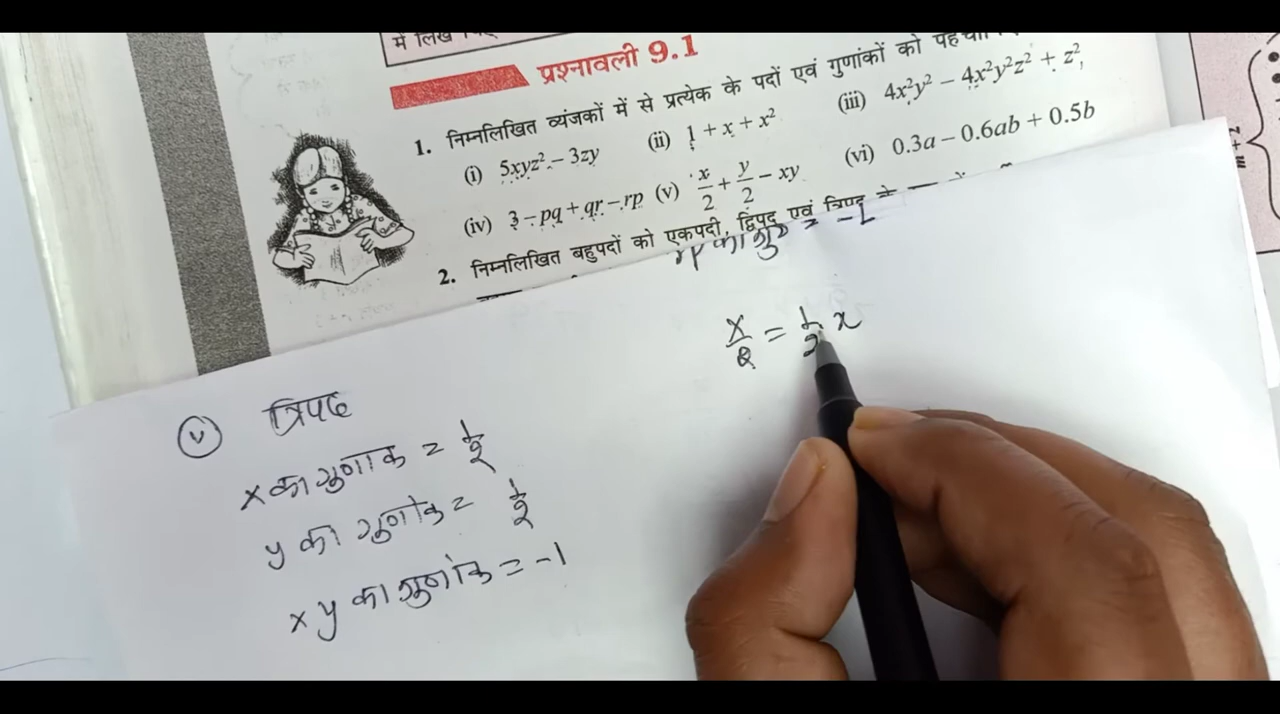 में लिख
प्रश्नावली 9.1
1. निम्नलिखित व्यंजकों में से प्रत्येक के पदों एवं गुणांकों को
(i) 5xyz² – 3zy (ii) 1 + x + x² (iii) 4x²y² – 4x²y²z² + z²,
(iv) 3 – pq + qr – rp (v) x/2 + y/2 – xy (vi) 0.3a – 0.6ab + 0.5b
2. निम्नलिखित बहुपदों को एकपदी, द्विपद एवं त्रिपद
rp का गु = -1
x/2 = 1/2 x
(v) त्रिपद
x का गुणांक = 1/2
y का गुणांक = 1/2
xy का गुणांक = -1